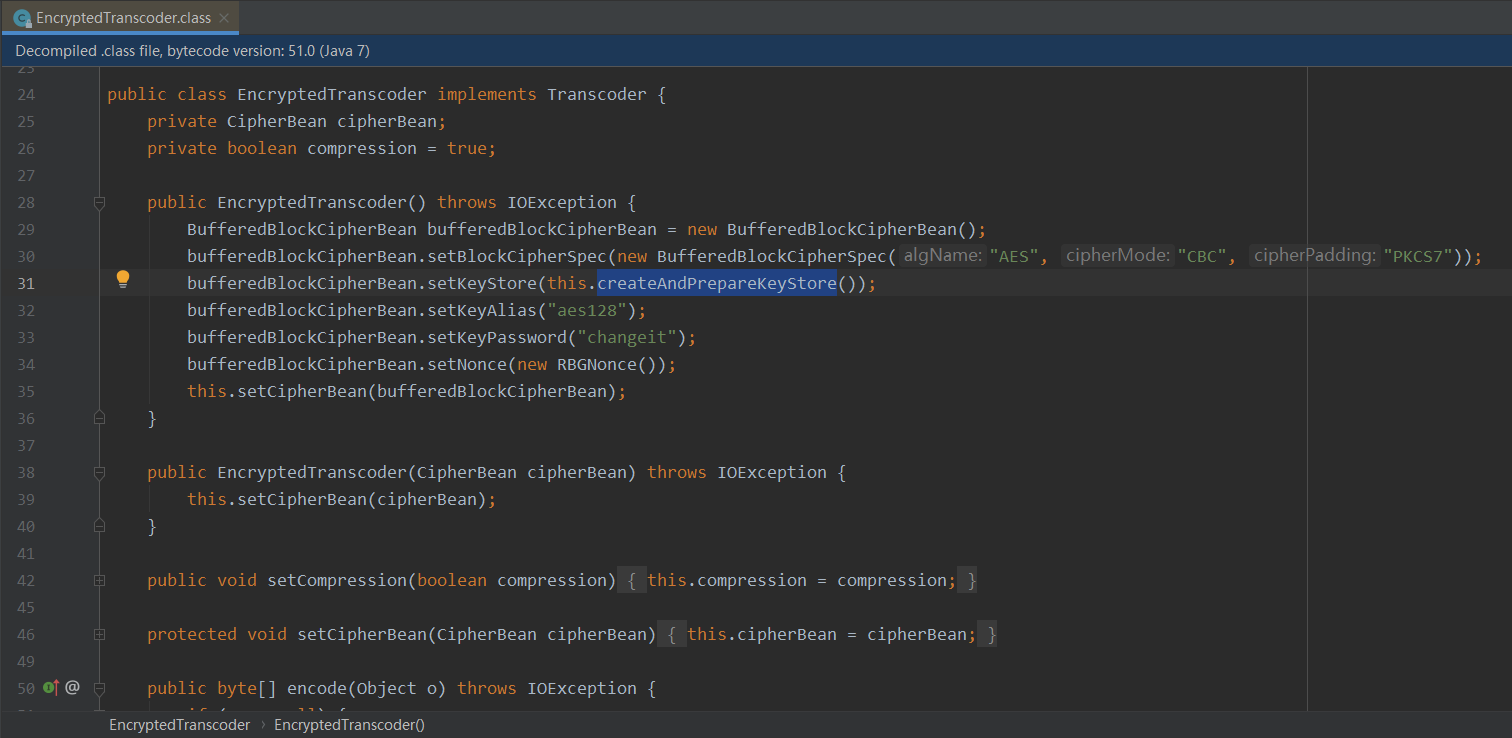 EncryptedTranscoder.class
Decompiled .class file, bytecode version: 51.0 (Java 7)
23
24 public class EncryptedTranscoder implements Transcoder {
25 private CipherBean cipherBean;
26 private boolean compression = true;
27
28 public EncryptedTranscoder() throws IOException {
29 BufferedBlockCipherBean bufferedBlockCipherBean = new BufferedBlockCipherBean();
30 bufferedBlockCipherBean.setBlockCipherSpec(new BufferedBlockCipherSpec( algName: "AES", cipherMode: "CBC", cipherPadding: "PKCS7"));
31 bufferedBlockCipherBean.setKeyStore(this.createAndPrepareKeyStore());
32 bufferedBlockCipherBean.setKeyAlias("aes128");
33 bufferedBlockCipherBean.setKeyPassword("changeit");
34 bufferedBlockCipherBean.setNonce(new RBGNonce());
35 this.setCipherBean(bufferedBlockCipherBean);
36 }
37
38 public EncryptedTranscoder(CipherBean cipherBean) throws IOException {
39 this.setCipherBean(cipherBean);
40 }
41
42 public void setCompression(boolean compression) { this.compression = compression; }
45
46 protected void setCipherBean(CipherBean cipherBean) { this.cipherBean = cipherBean; }
49
50 @ public byte[] encode(Object o) throws IOException {
EncryptedTranscoder › EncryptedTranscoder()